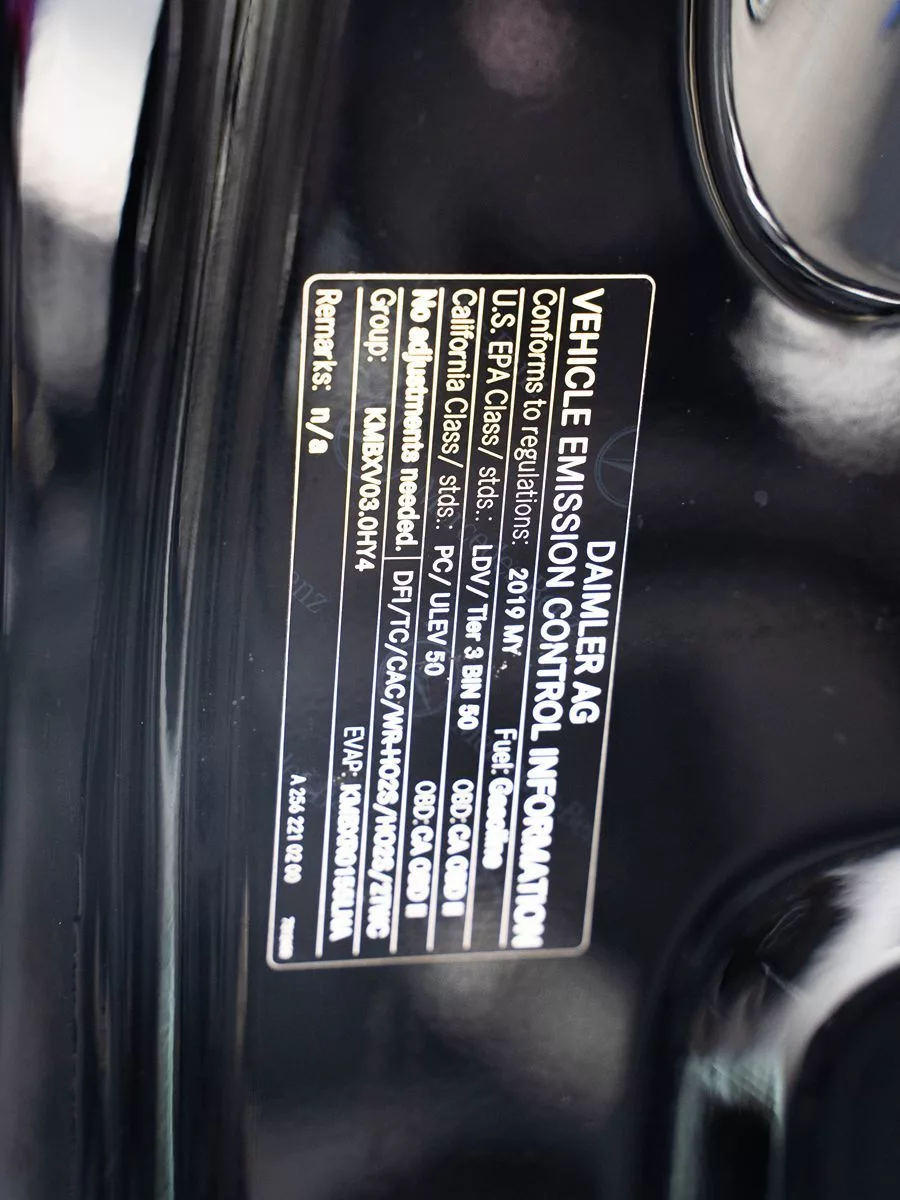 DAIMLER AG
VEHICLE EMISSION CONTROL INFORMATION
Conforms to regulations: 2019 MY Fuel: Gasoline
U.S. EPA Class/ stds.: LDV/ Tier 3 BIN 50 OBD: CA OBD II
California Class/ stds.: PC/ ULEV 50 OBD: CA OBD II
No adjustments needed. DFI/TC/CAC/WR-HO2S/HO2S/2TWC
Group: KMBXV03.0HY4 EVAP:
Remarks: n/a A 256 221 02 00